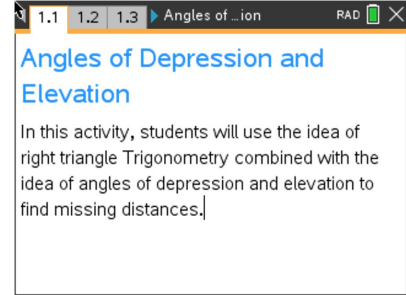 1.1 1.2 1.3 Angles of ...ion RAD
Angles of Depression and
Elevation
In this activity, students will use the idea of
right triangle Trigonometry combined with the
idea of angles of depression and elevation to
find missing distances.